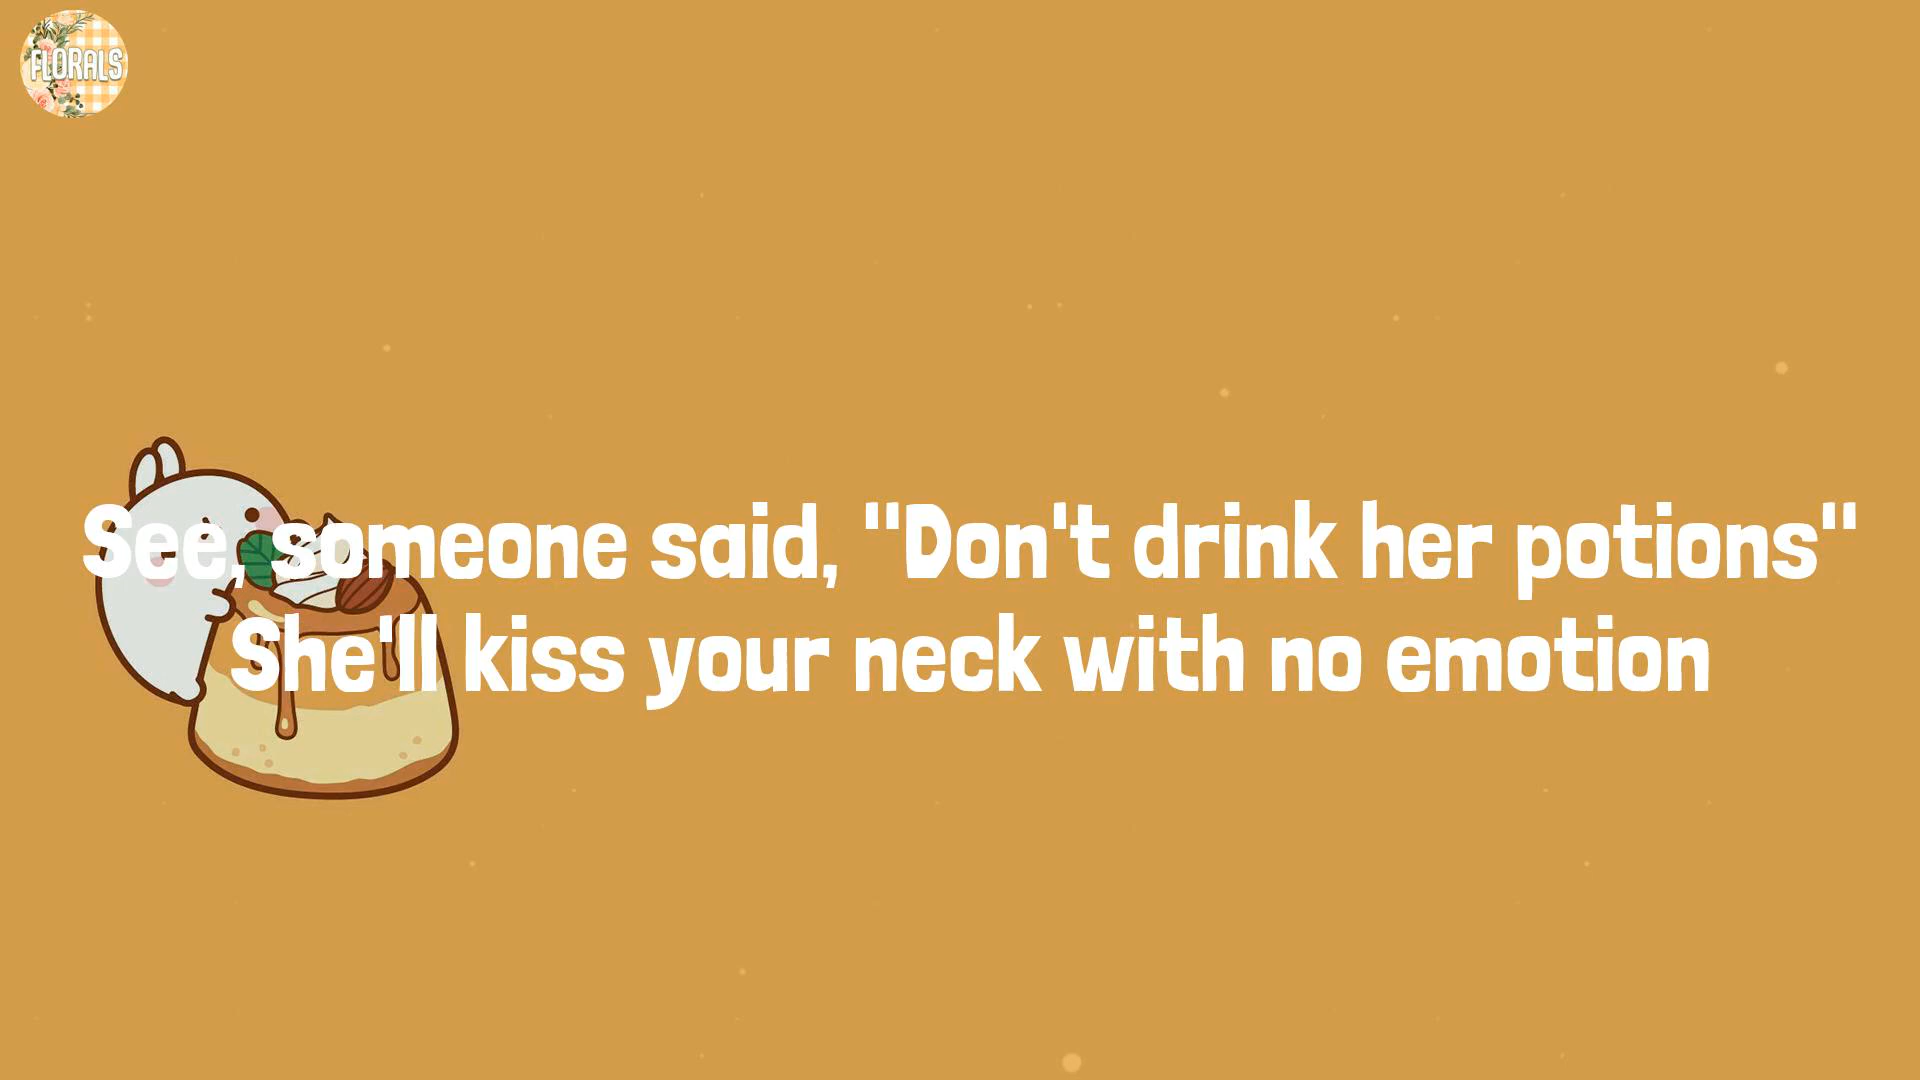 FLORALS
See, someone said, "Don't drink her potions"
She'll kiss your neck with no emotion